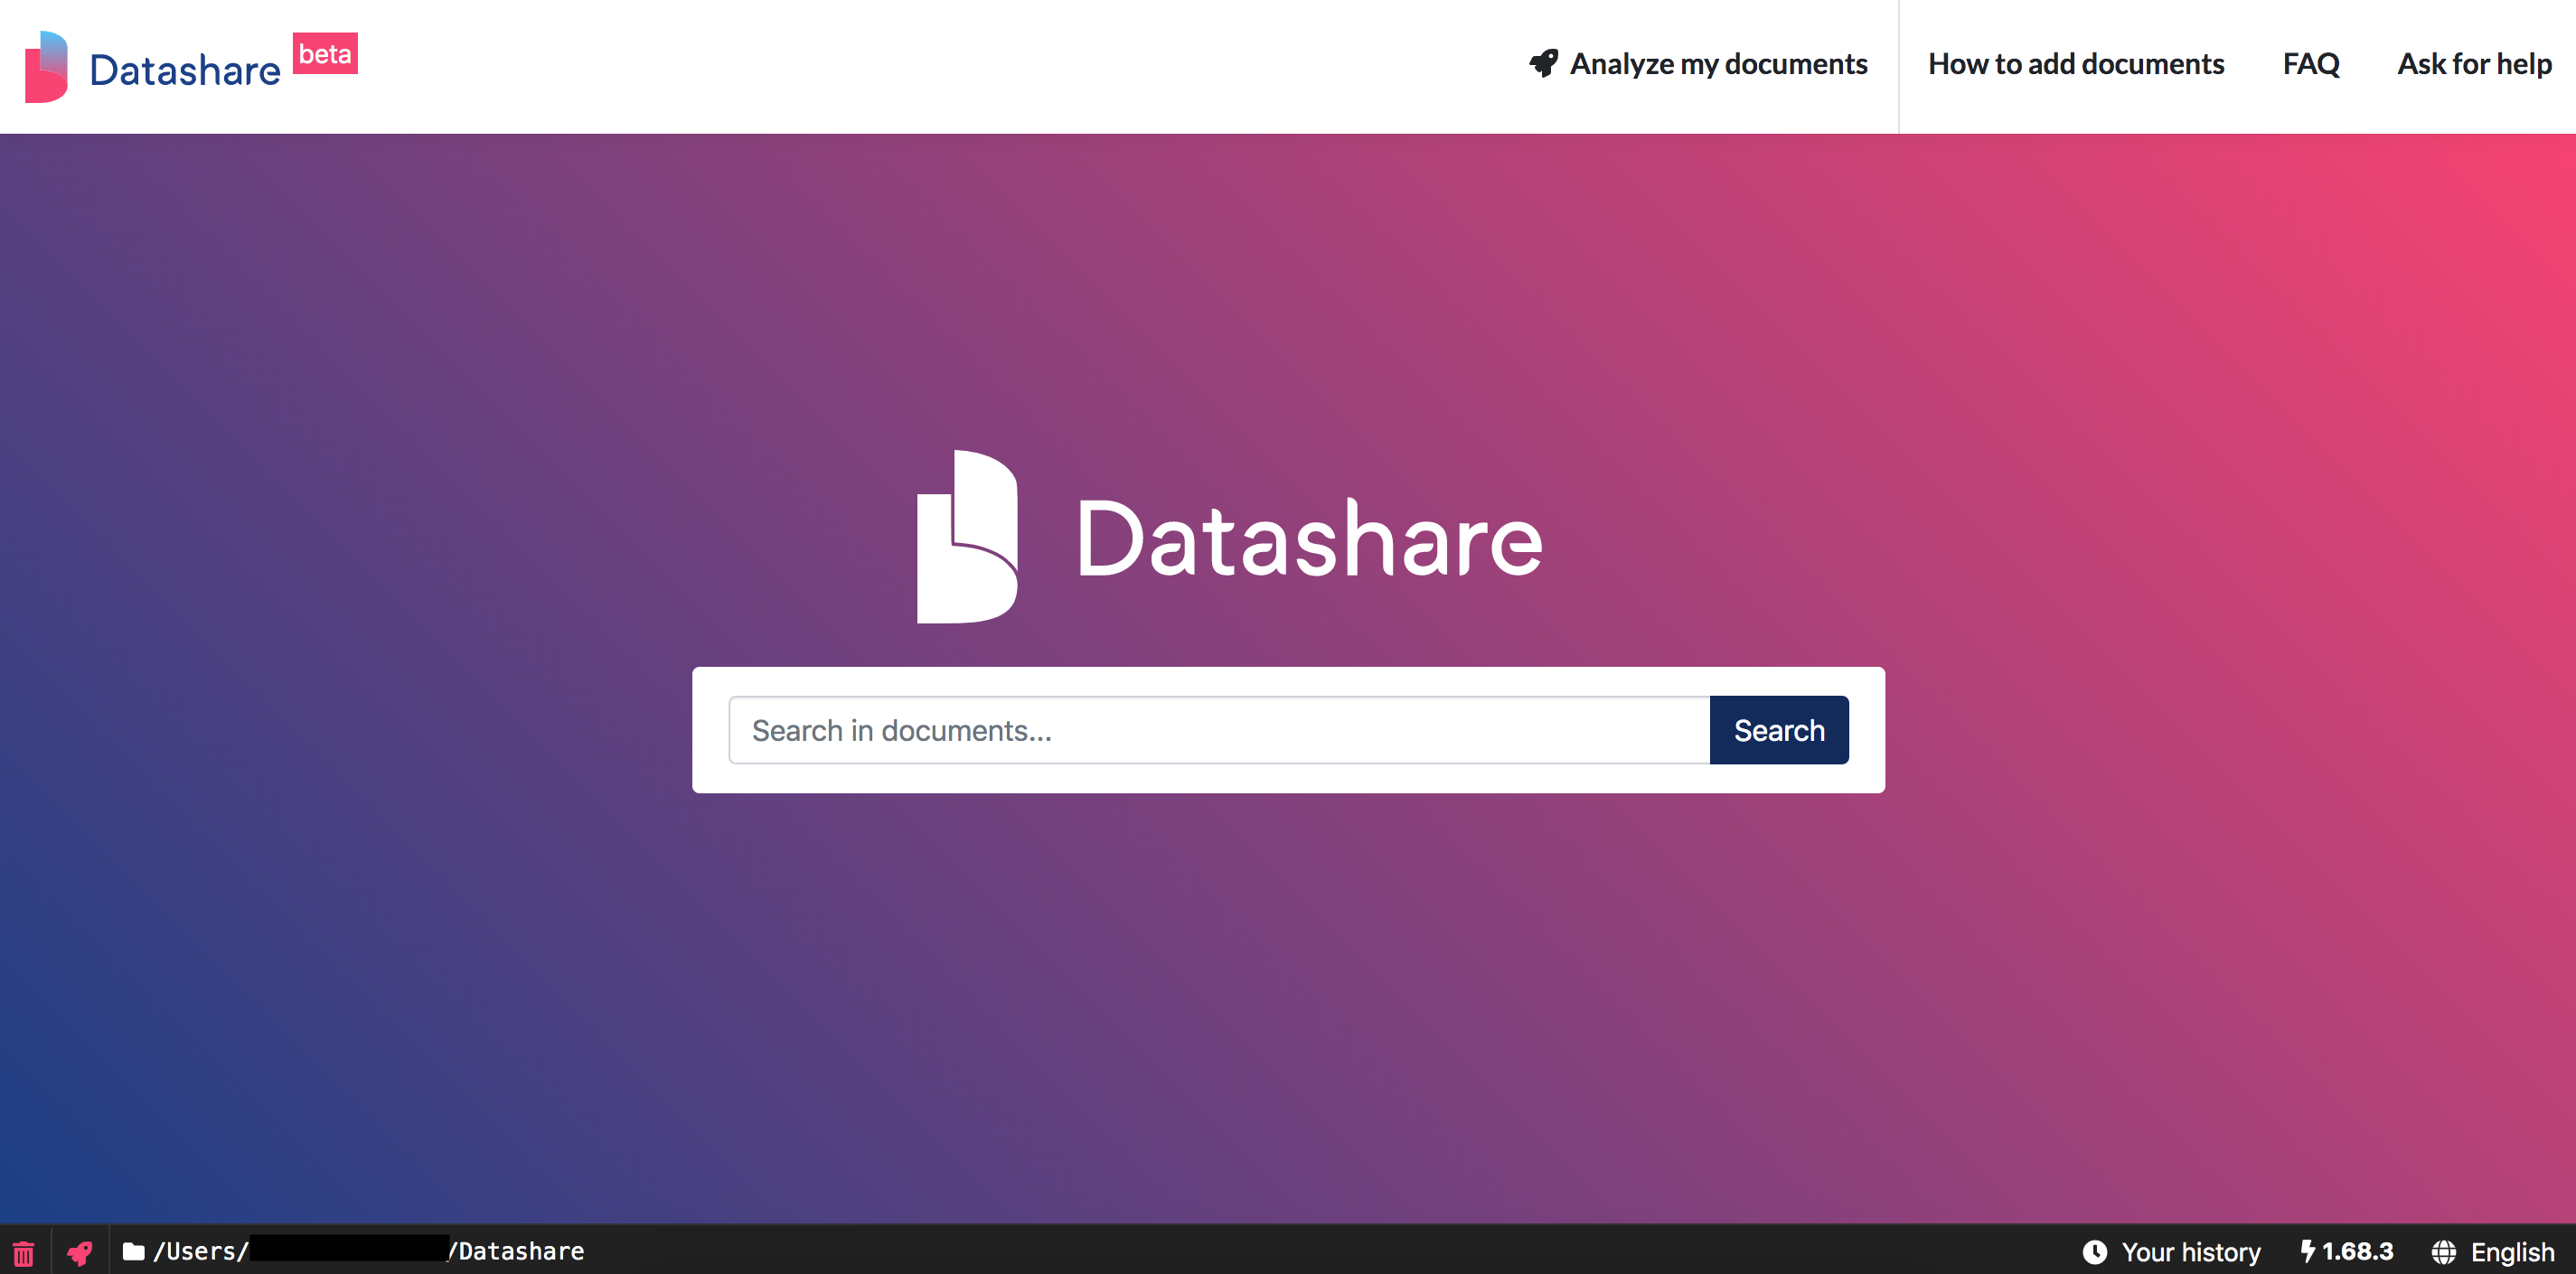 Datashare beta
Analyze my documents
How to add documents
FAQ
Ask for help
Datashare
Search in documents...
Search
/Users/ /Datashare
Your history
1.68.3
English